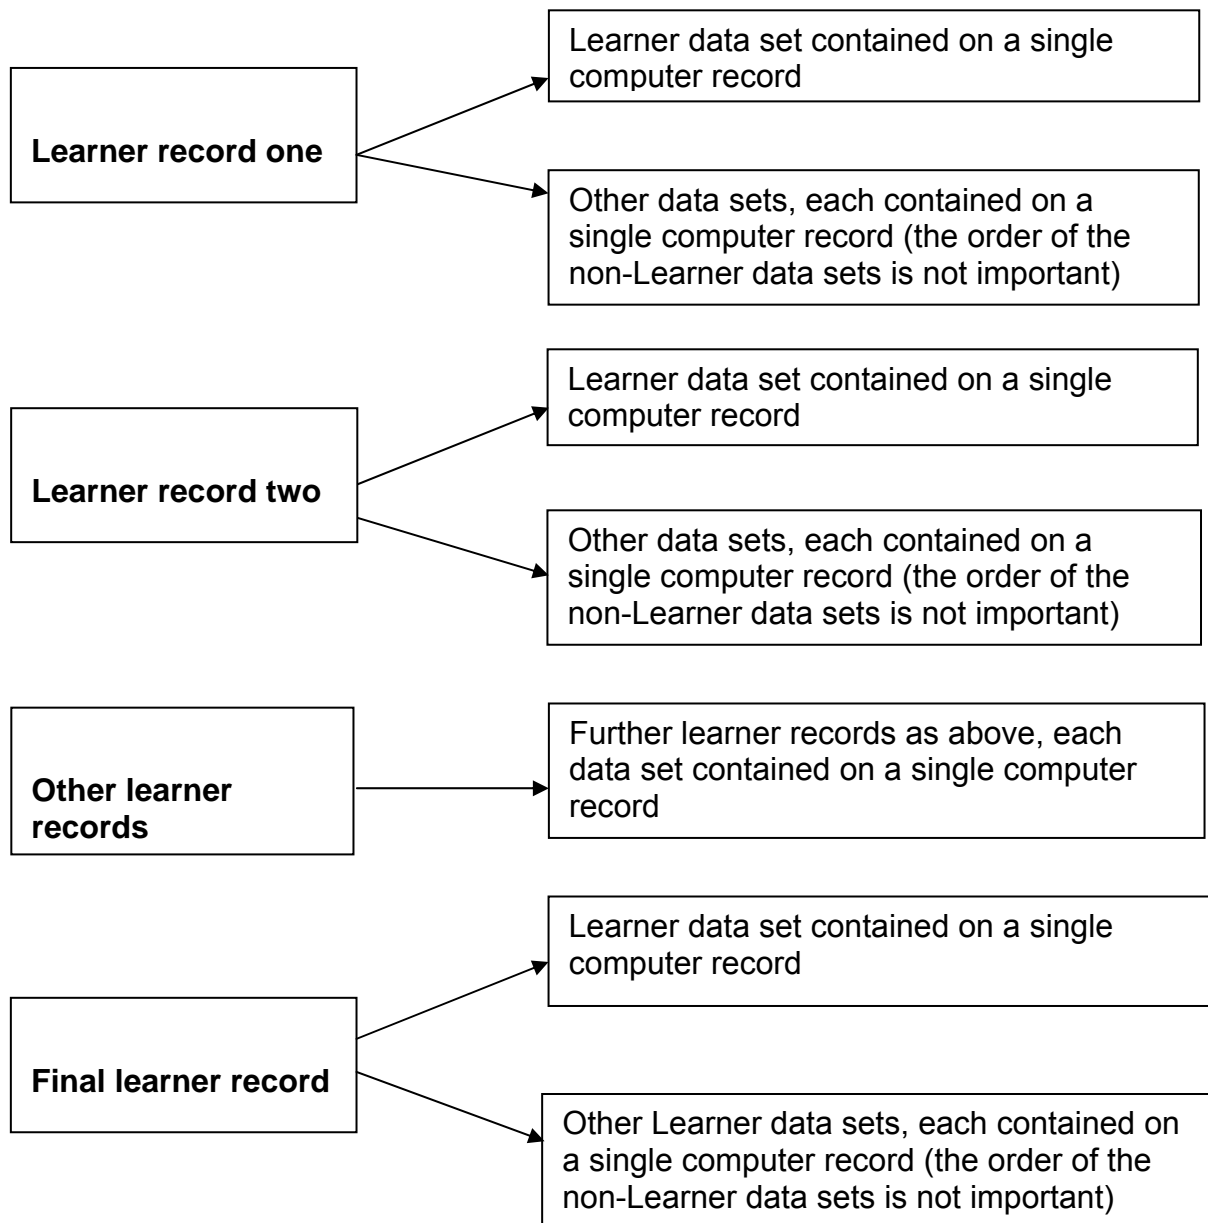 Learner data set contained on a single
computer record
Learner record one
Other data sets, each contained on a
single computer record (the order of the
non-Learner data sets is not important)
Learner data set contained on a single
computer record
Learner record two
Other data sets, each contained on a
single computer record (the order of the
non-Learner data sets is not important)
Other learner
records
Further learner records as above, each
data set contained on a single computer
record
Learner data set contained on a single
computer record
Final learner record
Other Learner data sets, each contained on
a single computer record (the order of the
non-Learner data sets is not important)